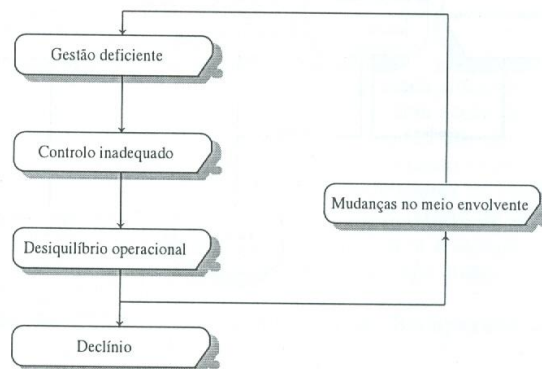 Gestão deficiente
Controlo inadequado
Mudanças no meio envolvente
Desiquilíbrio operacional
Declínio